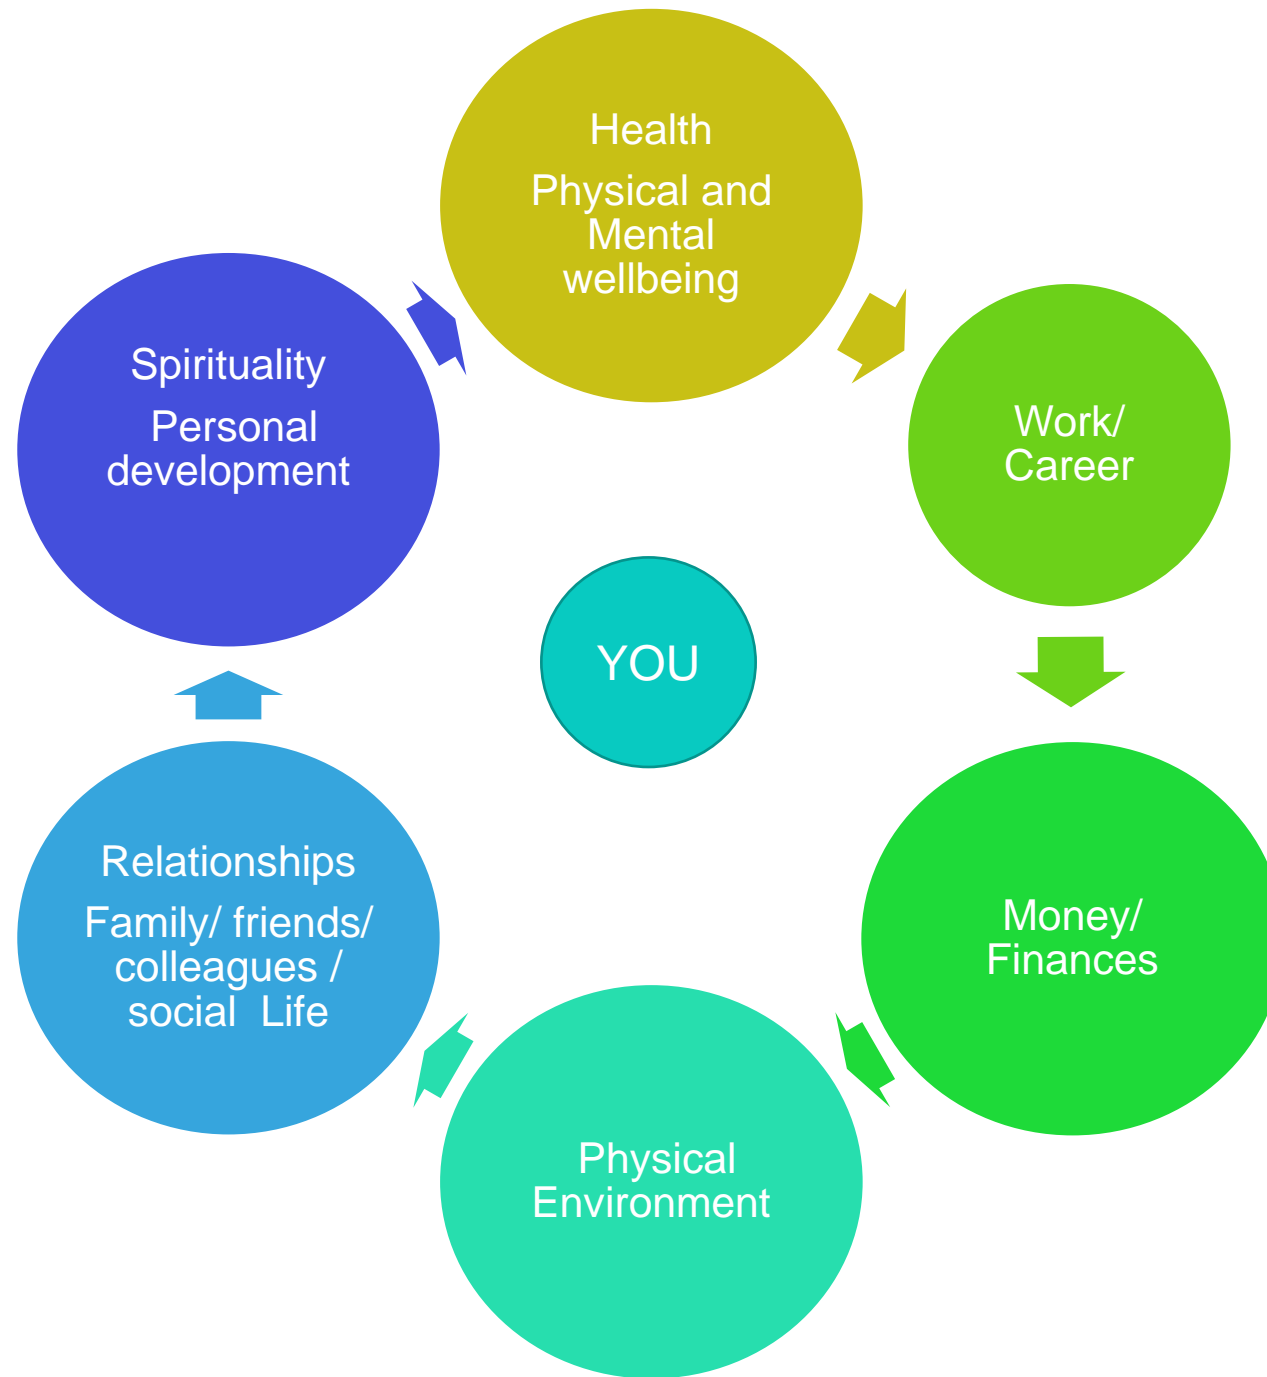 Health
Physical and
Mental
wellbeing
Spirituality
Personal
development
Work/
Career
YOU
Relationships
Family/ friends/
colleagues /
social  Life
Money/
Finances
Physical
Environment